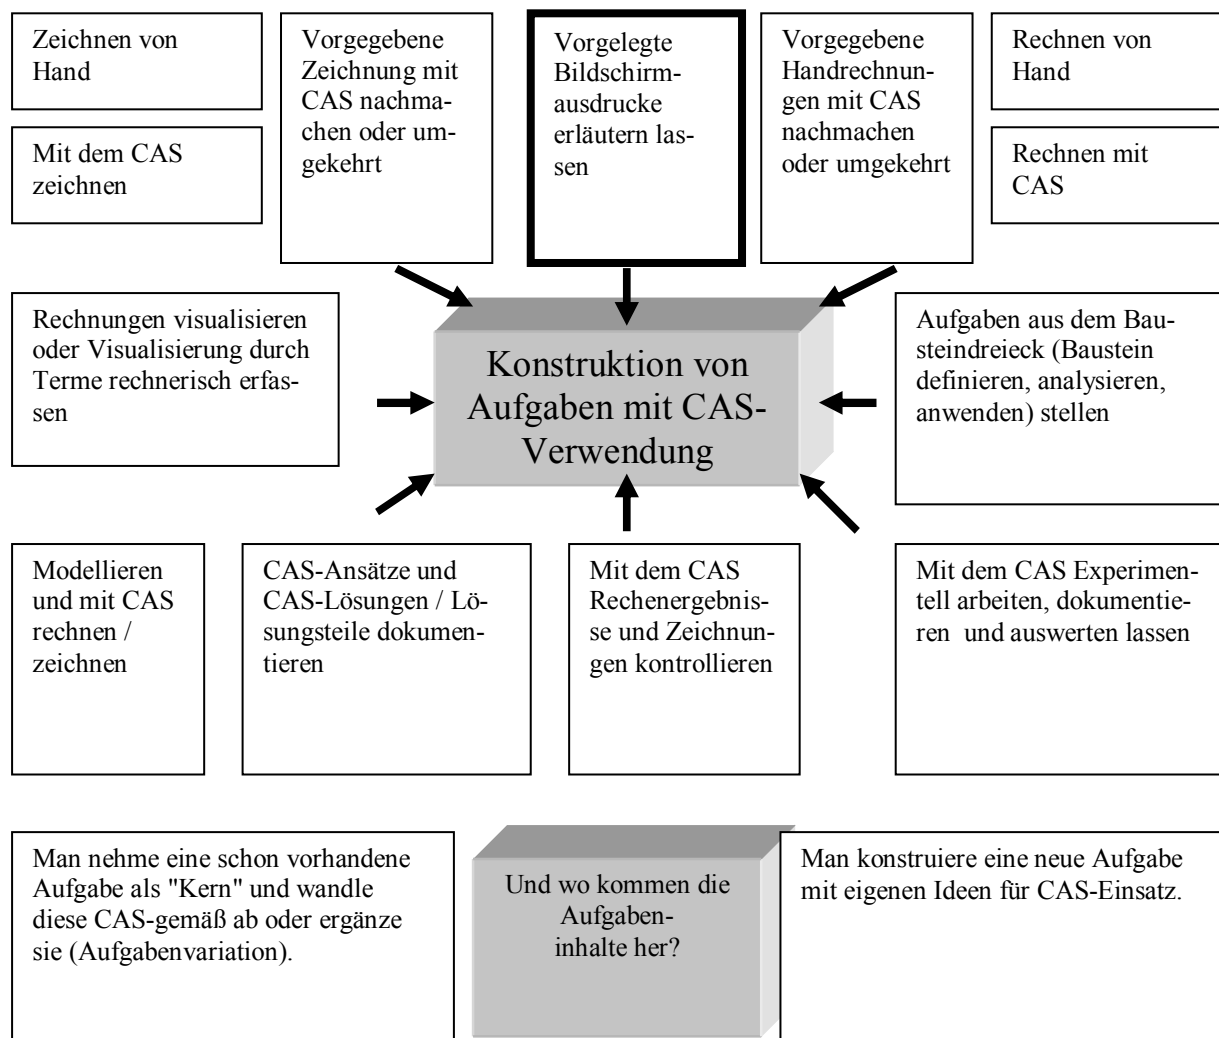 Zeichnen von
Hand
Mit dem CAS
zeichnen
Vorgegebene
Zeichnung mit
CAS nachma-
chen oder um-
gekehrt
Vorgelegte
Bildschirm-
ausdrucke
erläutern las-
sen
Vorgegebene
Handrechnun-
gen mit CAS
nachmachen
oder umgekehrt
Rechnen von
Hand
Rechnen mit
CAS
Rechnungen visualisieren
oder Visualisierung durch
Terme rechnerisch erfas-
sen
Konstruktion von
Aufgaben mit CAS-
Verwendung
Aufgaben aus dem Bau-
steindreieck (Baustein
definieren, analysieren,
anwenden) stellen
Modellieren
und mit CAS
rechnen /
zeichnen
CAS-Ansätze und
CAS-Lösungen / Lö-
sungsteile dokumen-
tieren
Mit dem CAS
Rechenergebnis-
se und Zeichnun-
gen kontrollieren
Mit dem CAS Experimen-
tell arbeiten, dokumentie-
ren und auswerten lassen
Man nehme eine schon vorhandene
Aufgabe als "Kern" und wandle
diese CAS-gemäß ab oder ergänze
sie (Aufgabenvariation).
Und wo kommen die
Aufgaben-
inhalte her?
Man konstruiere eine neue Aufgabe
mit eigenen Ideen für CAS-Einsatz.